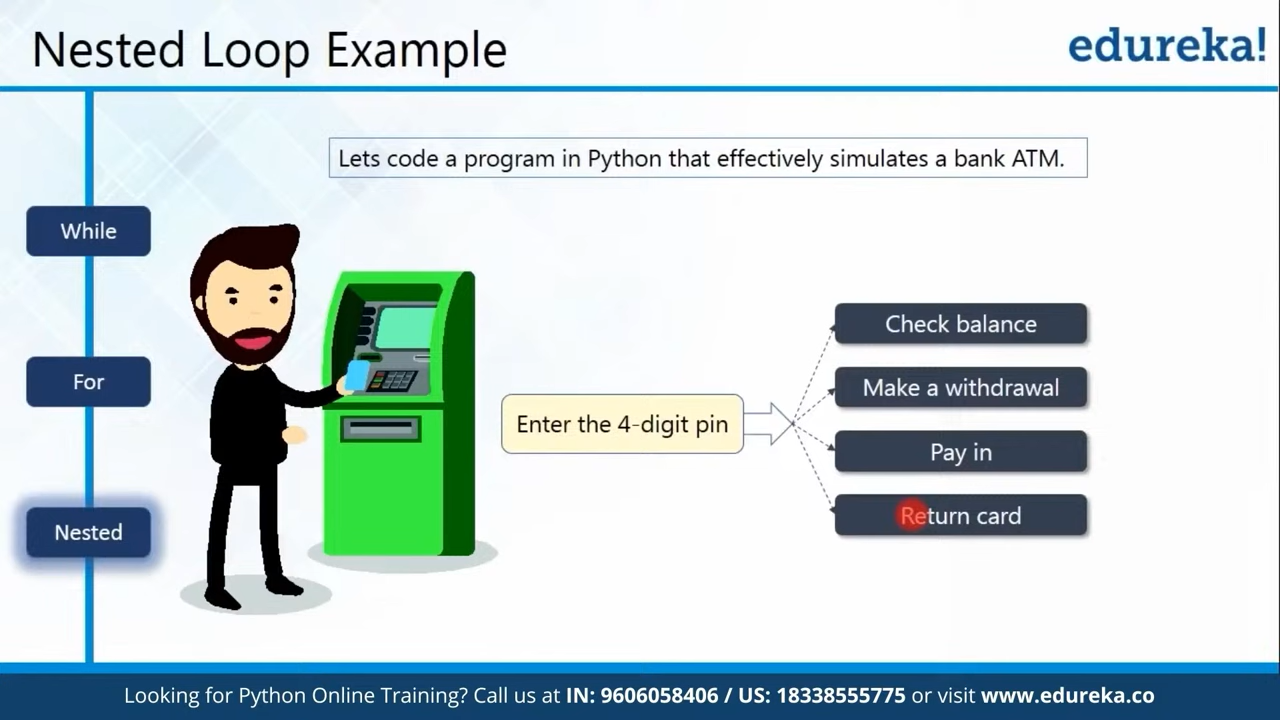 Nested Loop Example
edureka!
Lets code a program in Python that effectively simulates a bank ATM.
While
For
Nested
Enter the 4-digit pin
Check balance
Make a withdrawal
Pay in
Return card
Looking for Python Online Training? Call us at IN: 9606058406 / US: 18338555775 or visit www.edureka.co